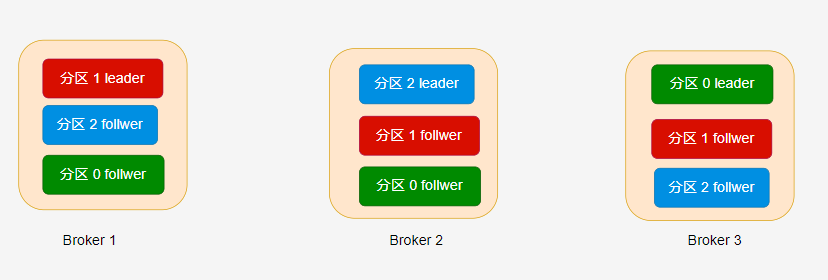 分区 1 leader
分区 2 follwer
分区 0 follwer
Broker 1
分区 2 leader
分区 1 follwer
分区 0 follwer
Broker 2
分区 0 leader
分区 1 follwer
分区 2 follwer
Broker 3